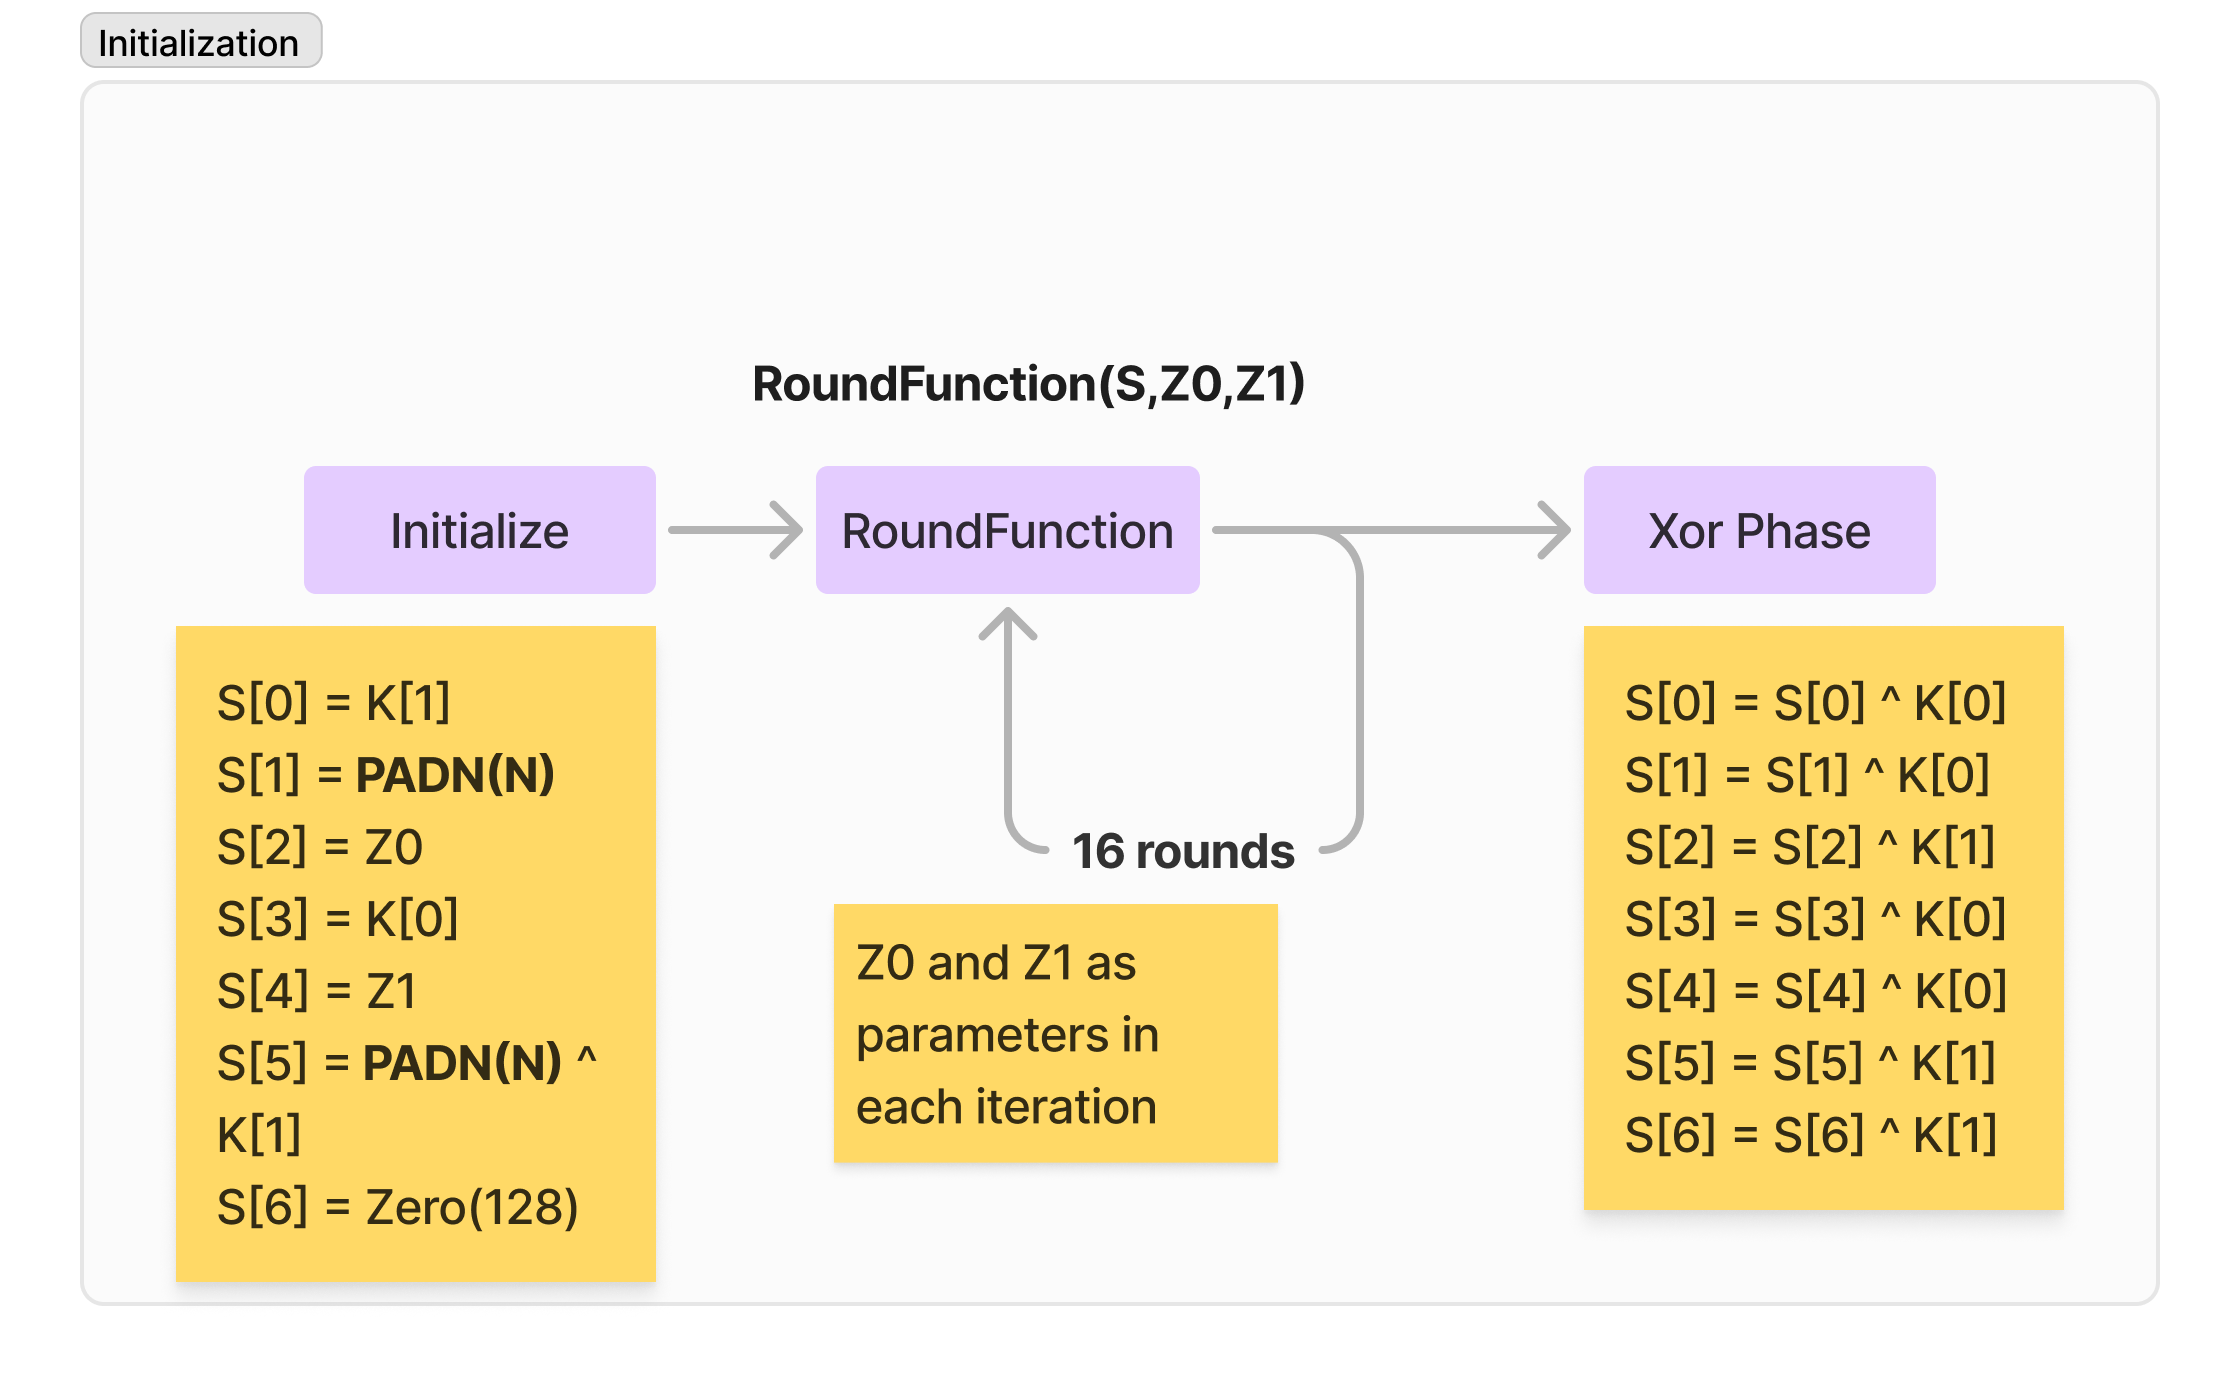 Initialization
RoundFunction(S,Z0,Z1)
Initialize
RoundFunction
Xor Phase
S[0] = K[1]
S[1] = PADN(N)
S[2] = Z0
S[3] = K[0]
S[4] = Z1
S[5] = PADN(N) ^
K[1]
S[6] = Zero(128)
16 rounds
Z0 and Z1 as
parameters in
each iteration
S[0] = S[0] ^ K[0]
S[1] = S[1] ^ K[0]
S[2] = S[2] ^ K[1]
S[3] = S[3] ^ K[0]
S[4] = S[4] ^ K[0]
S[5] = S[5] ^ K[1]
S[6] = S[6] ^ K[1]